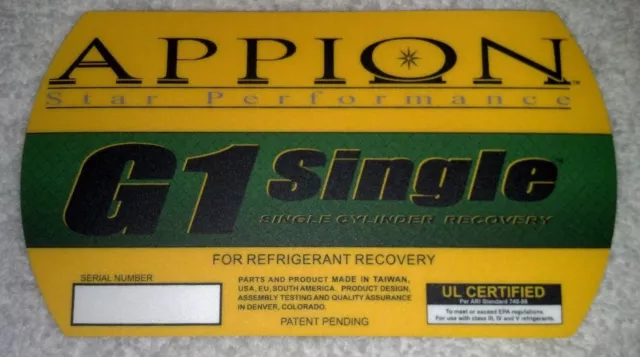 APPION™
Star Performance
G1 Single™
SINGLE CYLINDER RECOVERY
FOR REFRIGERANT RECOVERY
SERIAL NUMBER
PARTS AND PRODUCT MADE IN TAIWAN,
USA, EU, SOUTH AMERICA. PRODUCT DESIGN,
ASSEMBLY TESTING AND QUALITY ASSURANCE
IN DENVER, COLORADO.
PATENT PENDING
UL CERTIFIED
Per ARI Standard 740-98
To meet or exceed EPA regulations
For use with class III, IV and V refrigerants.